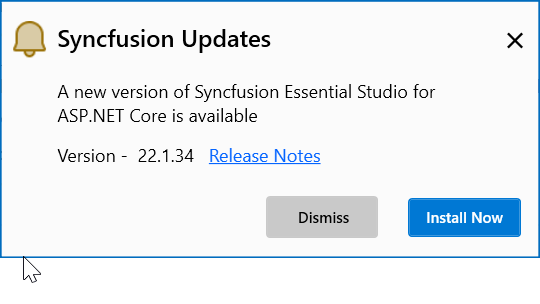 Syncfusion Updates
A new version of Syncfusion Essential Studio for
ASP.NET Core is available
Version - 22.1.34 Release Notes
Dismiss Install Now